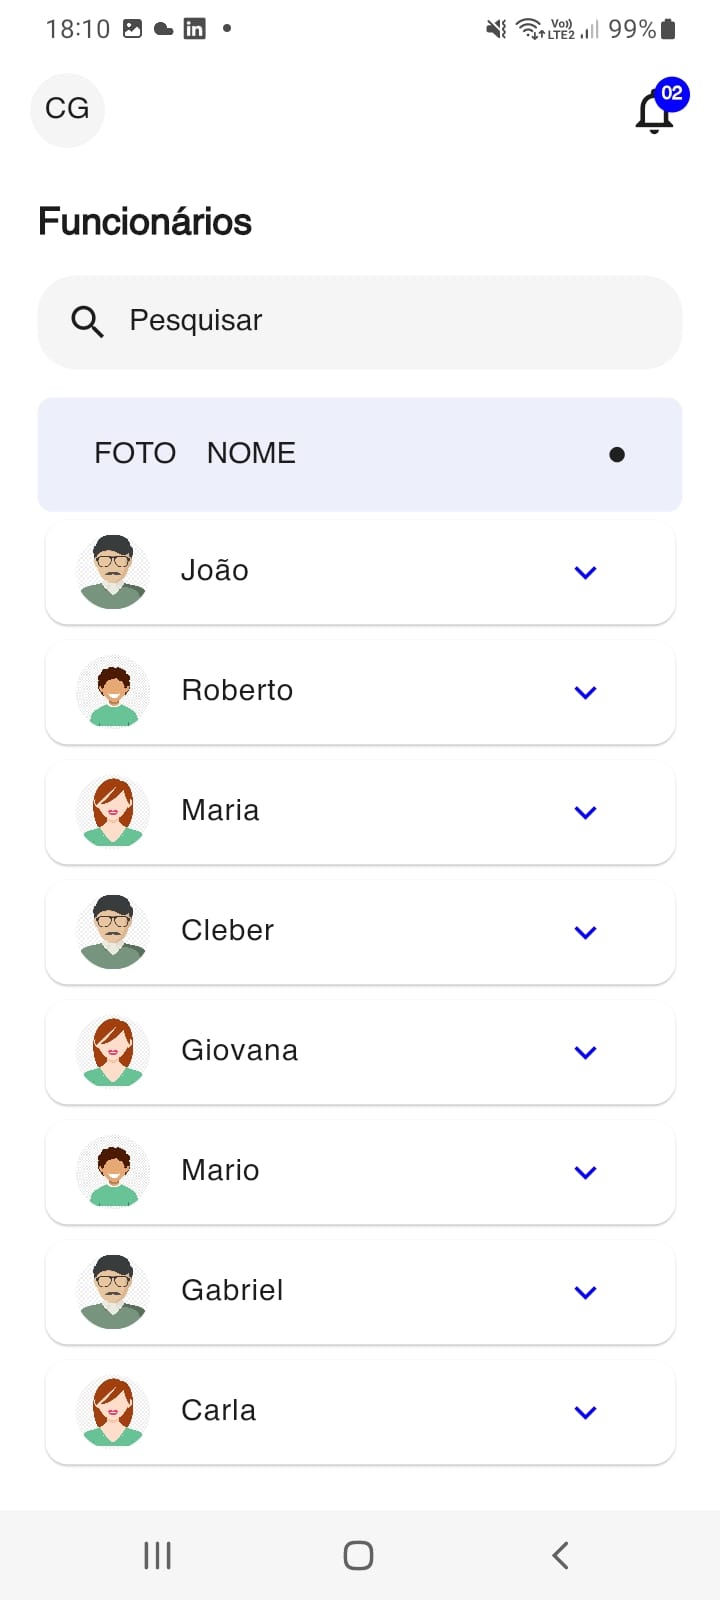 18:10 in Vo)) LTE2 99%
CG 02
Funcionários
Pesquisar
FOTO NOME
João
Roberto
Maria
Cleber
Giovana
Mario
Gabriel
Carla